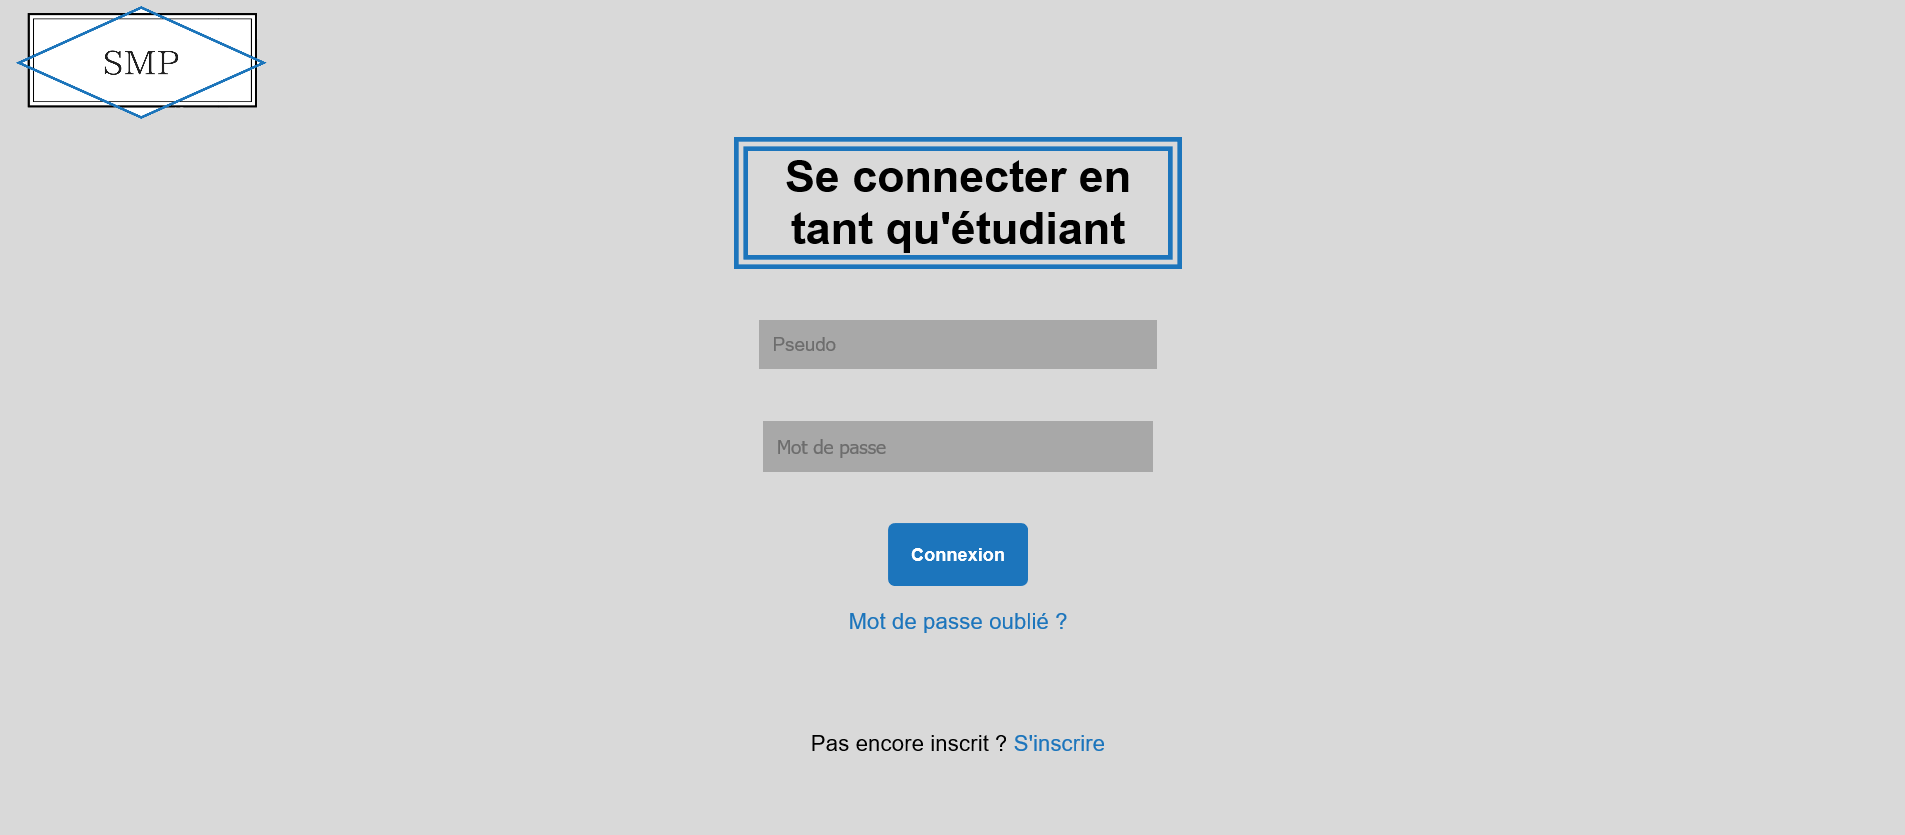 SMP
Se connecter en
tant qu'étudiant
Pseudo
Mot de passe
Connexion
Mot de passe oublié ?
Pas encore inscrit ? S'inscrire